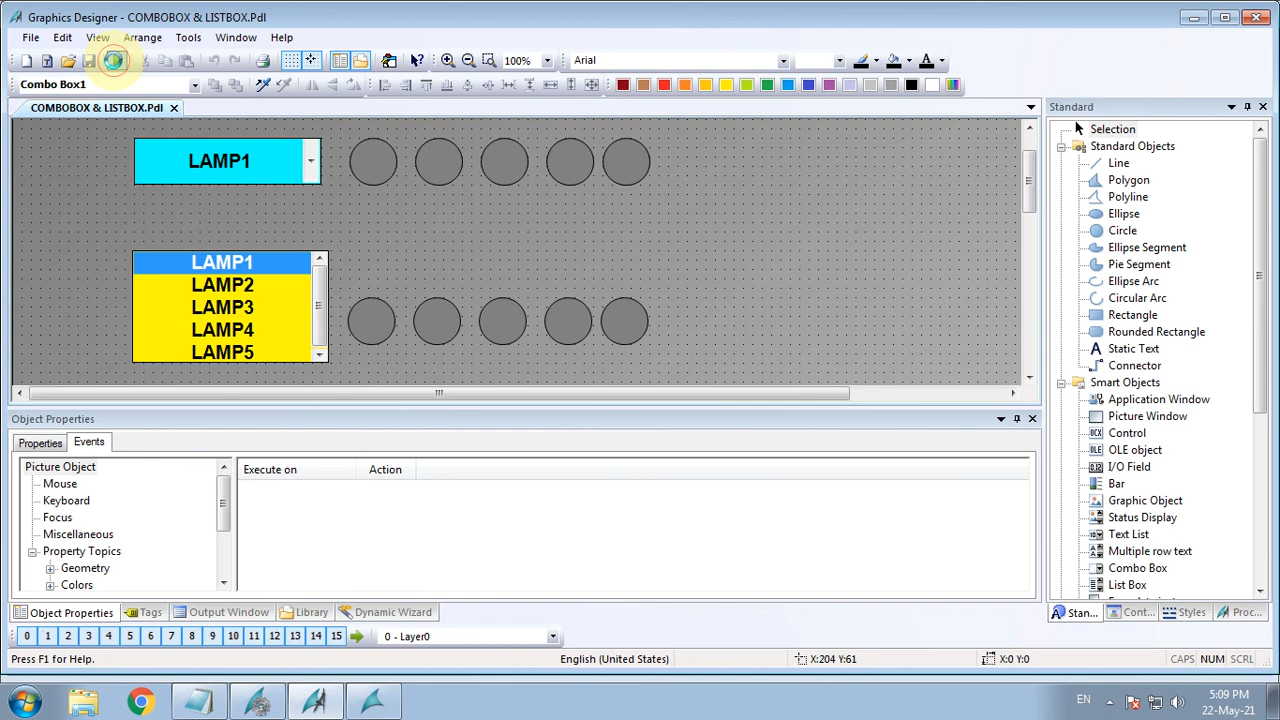 Graphics Designer - COMBOBOX & LISTBOX.Pdl
File Edit View Arrange Tools Window Help
100% Arial
Combo Box1
COMBOBOX & LISTBOX.Pdl
Standard
LAMP1
LAMP1
LAMP2
LAMP3
LAMP4
LAMP5
Selection
Standard Objects
Line
Polygon
Polyline
Ellipse
Circle
Ellipse Segment
Pie Segment
Ellipse Arc
Circular Arc
Rectangle
Rounded Rectangle
Static Text
Connector
Smart Objects
Application Window
Picture Window
Control
OLE object
I/O Field
Bar
Graphic Object
Status Display
Text List
Multiple row text
Combo Box
List Box
Stan... Cont... Styles Proc...
Object Properties
Properties Events
Picture Object
Mouse
Keyboard
Focus
Miscellaneous
Property Topics
Geometry
Colors
Execute on Action
Object Properties Tags Output Window Library Dynamic Wizard
0 1 2 3 4 5 6 7 8 9 10 11 12 13 14 15 0 - Layer0
Press F1 for Help. English (United States) X:204 Y:61 X:0 Y:0 CAPS NUM SCRL
EN 5:09 PM
22-May-21